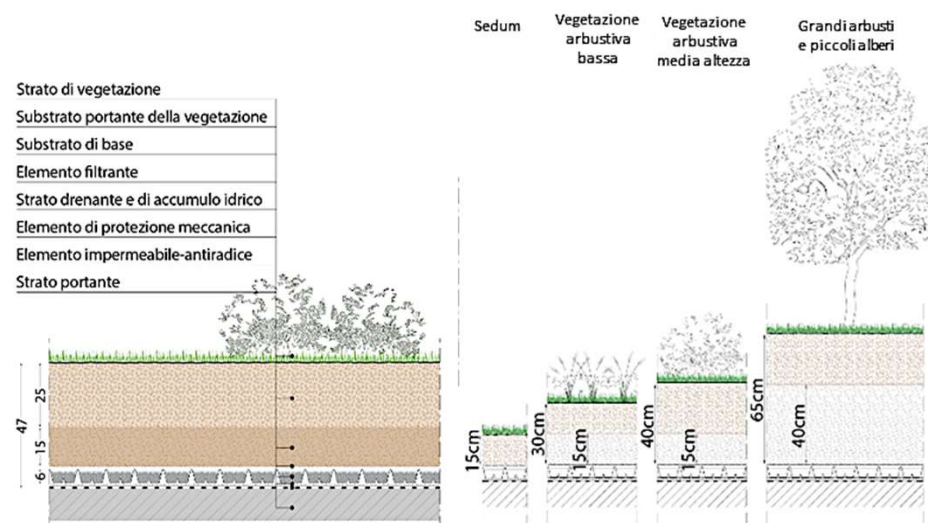 Sedum
Vegetazione
arbustiva
bassa
Vegetazione
arbustiva
media altezza
Grandi arbusti
e piccoli alberi
Strato di vegetazione
Substrato portante della vegetazione
Substrato di base
Elemento filtrante
Strato drenante e di accumulo idrico
Elemento di protezione meccanica
Elemento impermeabile-antiradice
Strato portante
47
25
15
6
15cm
30cm
15cm
40cm
15cm
65cm
40cm